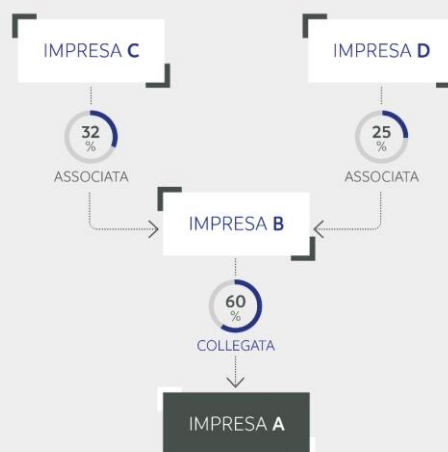 IMPRESA C
IMPRESA D
32
%
ASSOCIATA
25
%
ASSOCIATA
IMPRESA B
60
%
COLLEGATA
IMPRESA A